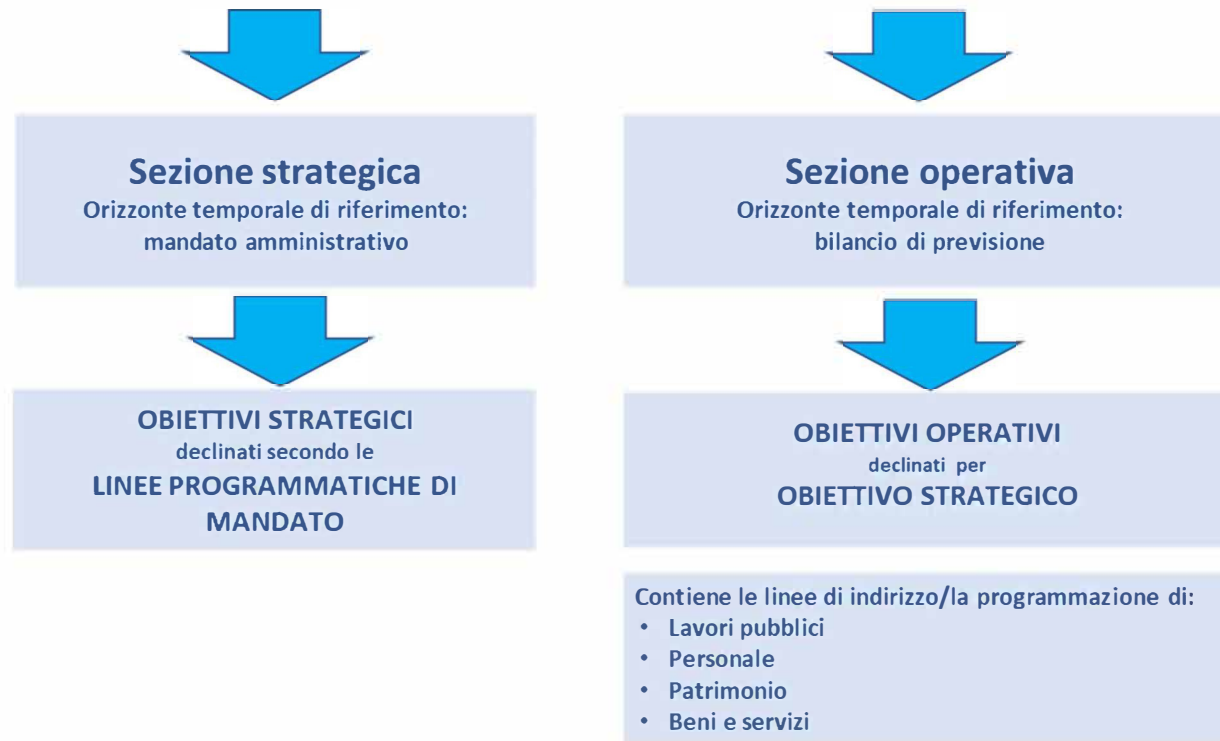 Sezione strategica
Orizzonte temporale di riferimento:
mandato amministrativo
OBIETTIVI STRATEGICI
declinati secondo le
LINEE PROGRAMMATICHE DI
MANDATO
Sezione operativa
Orizzonte temporale di riferimento:
bilancio di previsione
OBIETTIVI OPERATIVI
declinati per
OBIETTIVO STRATEGICO
Contiene le linee di indirizzo/la programmazione di:
• Lavori pubblici
• Personale
• Patrimonio
• Beni e servizi